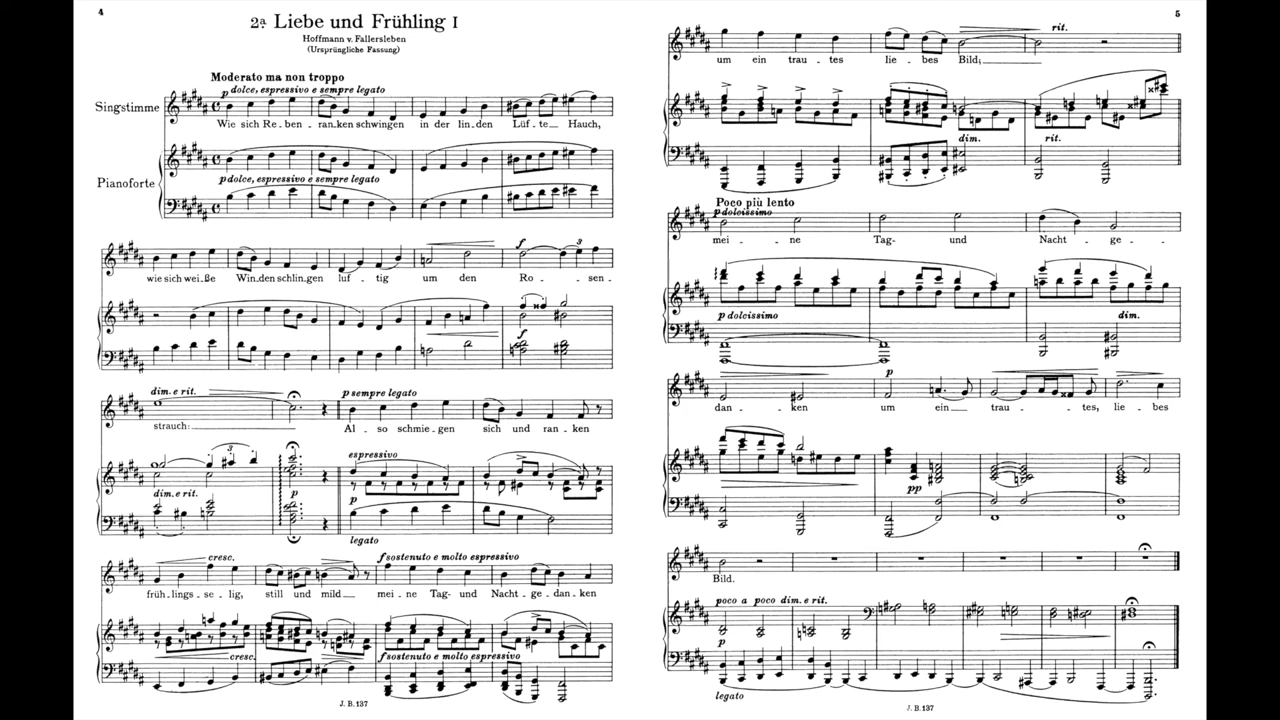 4
2ª. Liebe und Frühling I
Hoffmann v. Fallersleben
(Ursprüngliche Fassung)
Moderato ma non troppo
p dolce, espressivo e sempre legato
Singstimme
Wie sich Re-ben-ran-ken schwingen in der lin-den Lüf-te Hauch,
Pianoforte
p dolce, espressivo e sempre legato
wie sich wei-ße Win-den schlin-gen luf-tig um den Ro-sen-
f
3
f
dim. e rit.
p sempre legato
strauch:
Al-so schmie-gen sich und ran-ken
3
espressivo
dim. e rit.
p
p
legato
cresc.
f sostenuto e molto espressivo
früh-lings-se-lig, still und mild mei-ne Tag- und Nacht-ge-dan-ken
cresc.
f sostenuto e molto espressivo
J. B. 137
5
rit.
um ein trau-tes lie-bes Bild,
dim.
rit.
Poco più lento
p dolcissimo
mei-ne Tag- und Nacht-ge-
p dolcissimo
dim.
p
dan-ken um ein trau-tes, lie-bes
pp
Bild.
poco a poco dim. e rit.
p
legato
J. B. 137